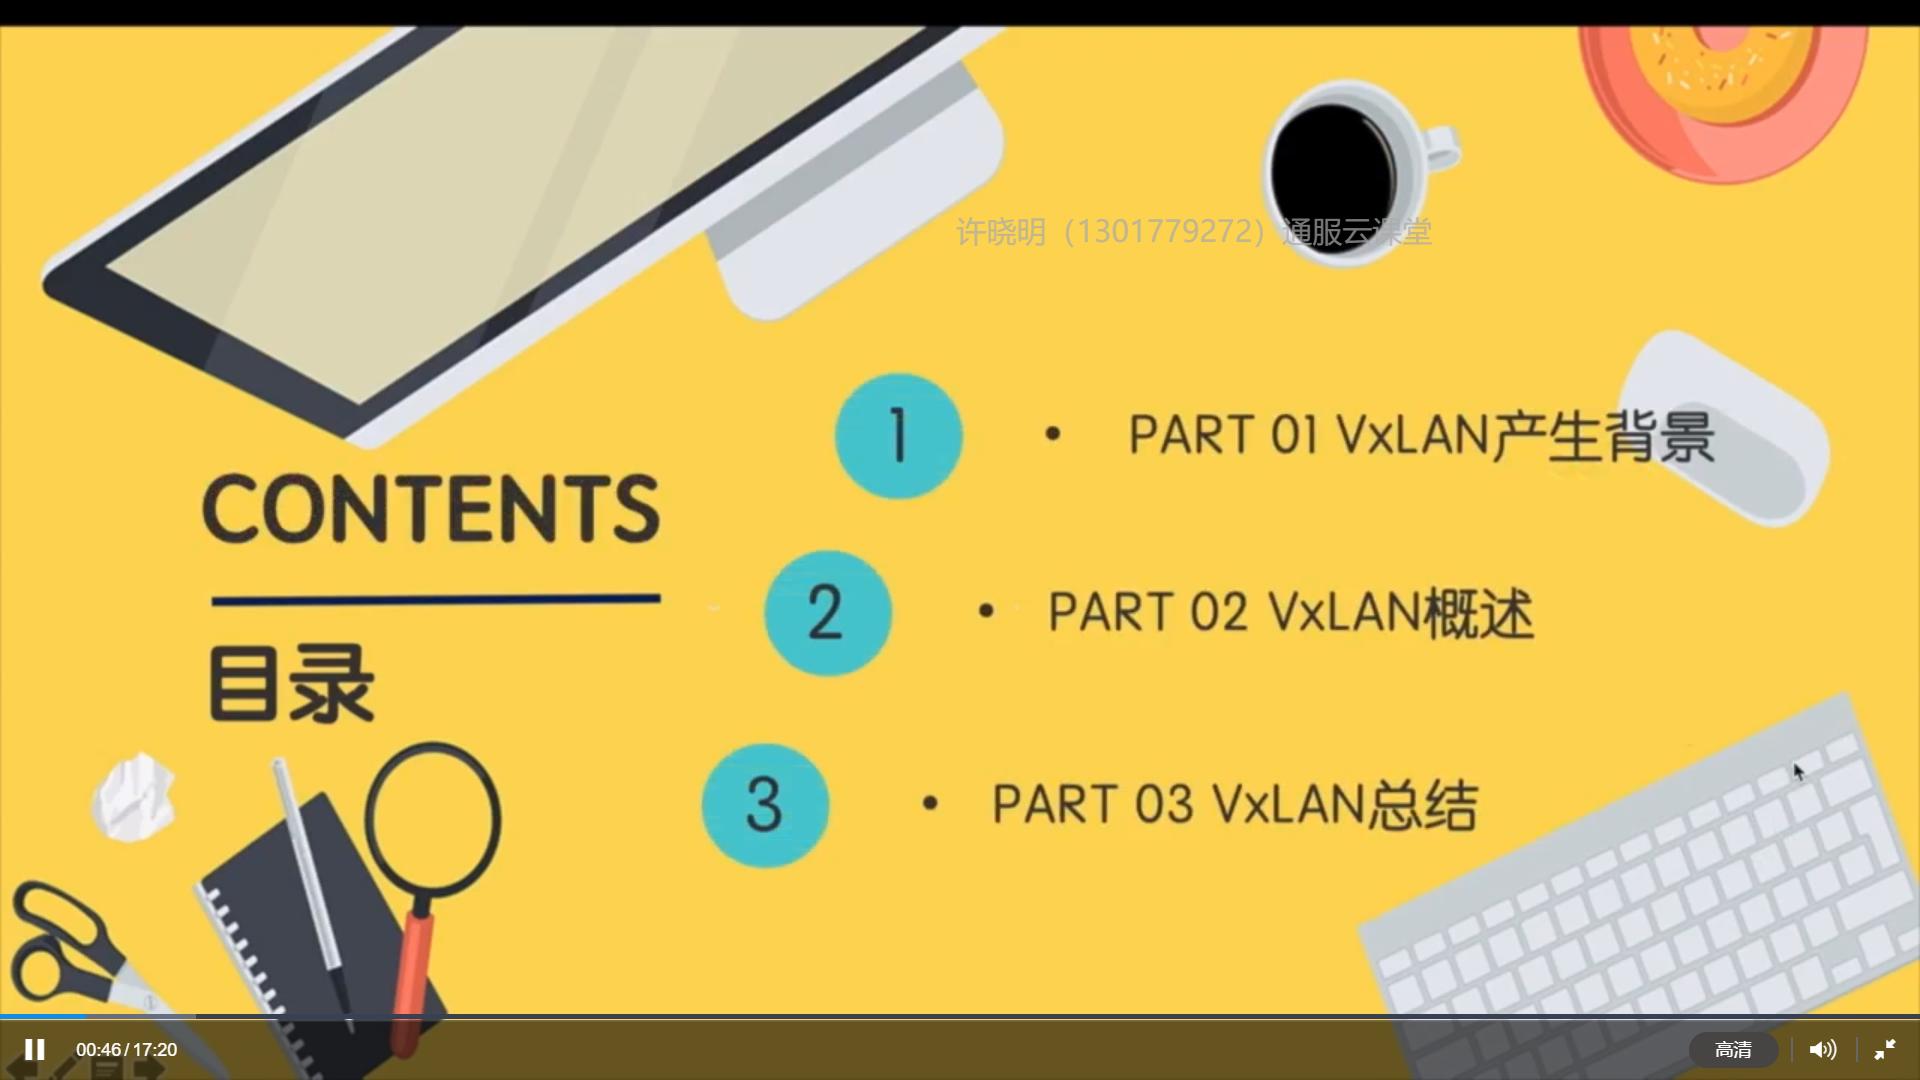 许晓明（1301779272）通服云课堂
1 • PART 01 VxLAN产生背景
CONTENTS
2 • PART 02 VxLAN概述
目录
3 • PART 03 VxLAN总结
00:46/17:20
高清